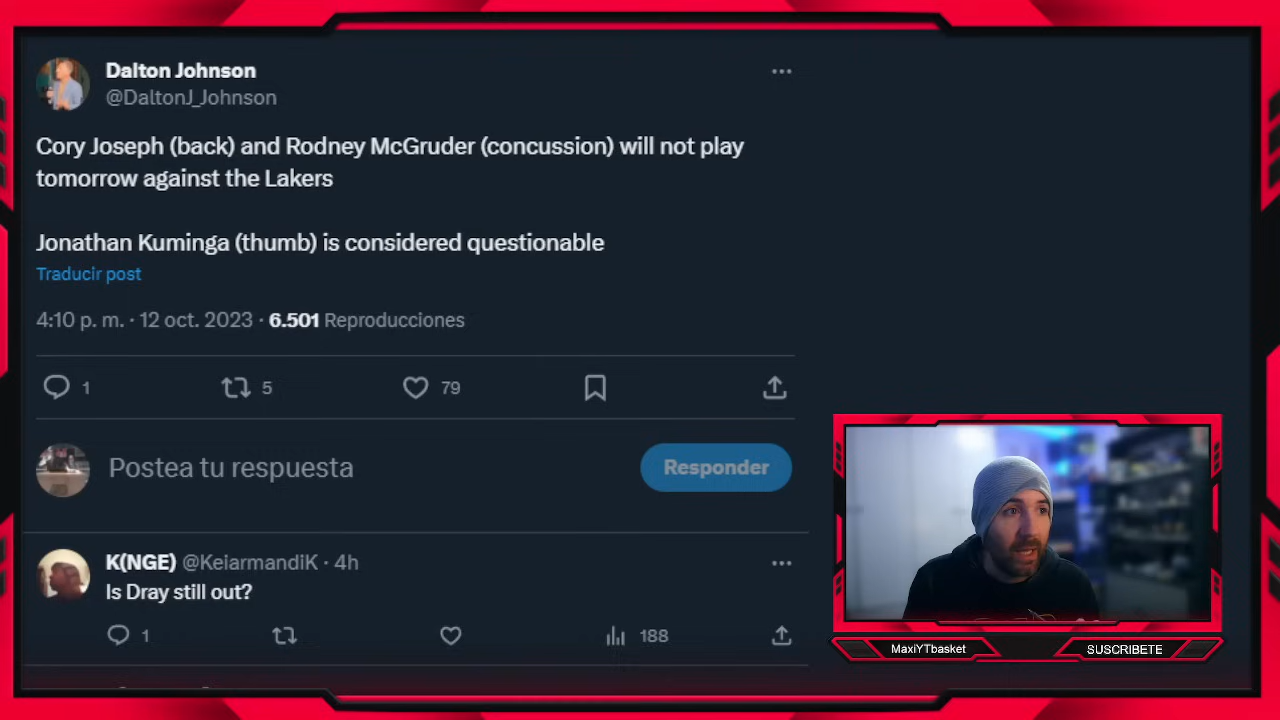 Dalton Johnson
@DaltonJ_Johnson
Cory Joseph (back) and Rodney McGruder (concussion) will not play
tomorrow against the Lakers
Jonathan Kuminga (thumb) is considered questionable
Traducir post
4:10 p. m. · 12 oct. 2023 · 6.501 Reproducciones
1 5 79
Postea tu respuesta
Responder
K(NGE) @KeiarmandiK · 4h
Is Dray still out?
1 188
MaxiYTbasket
SUSCRIBETE